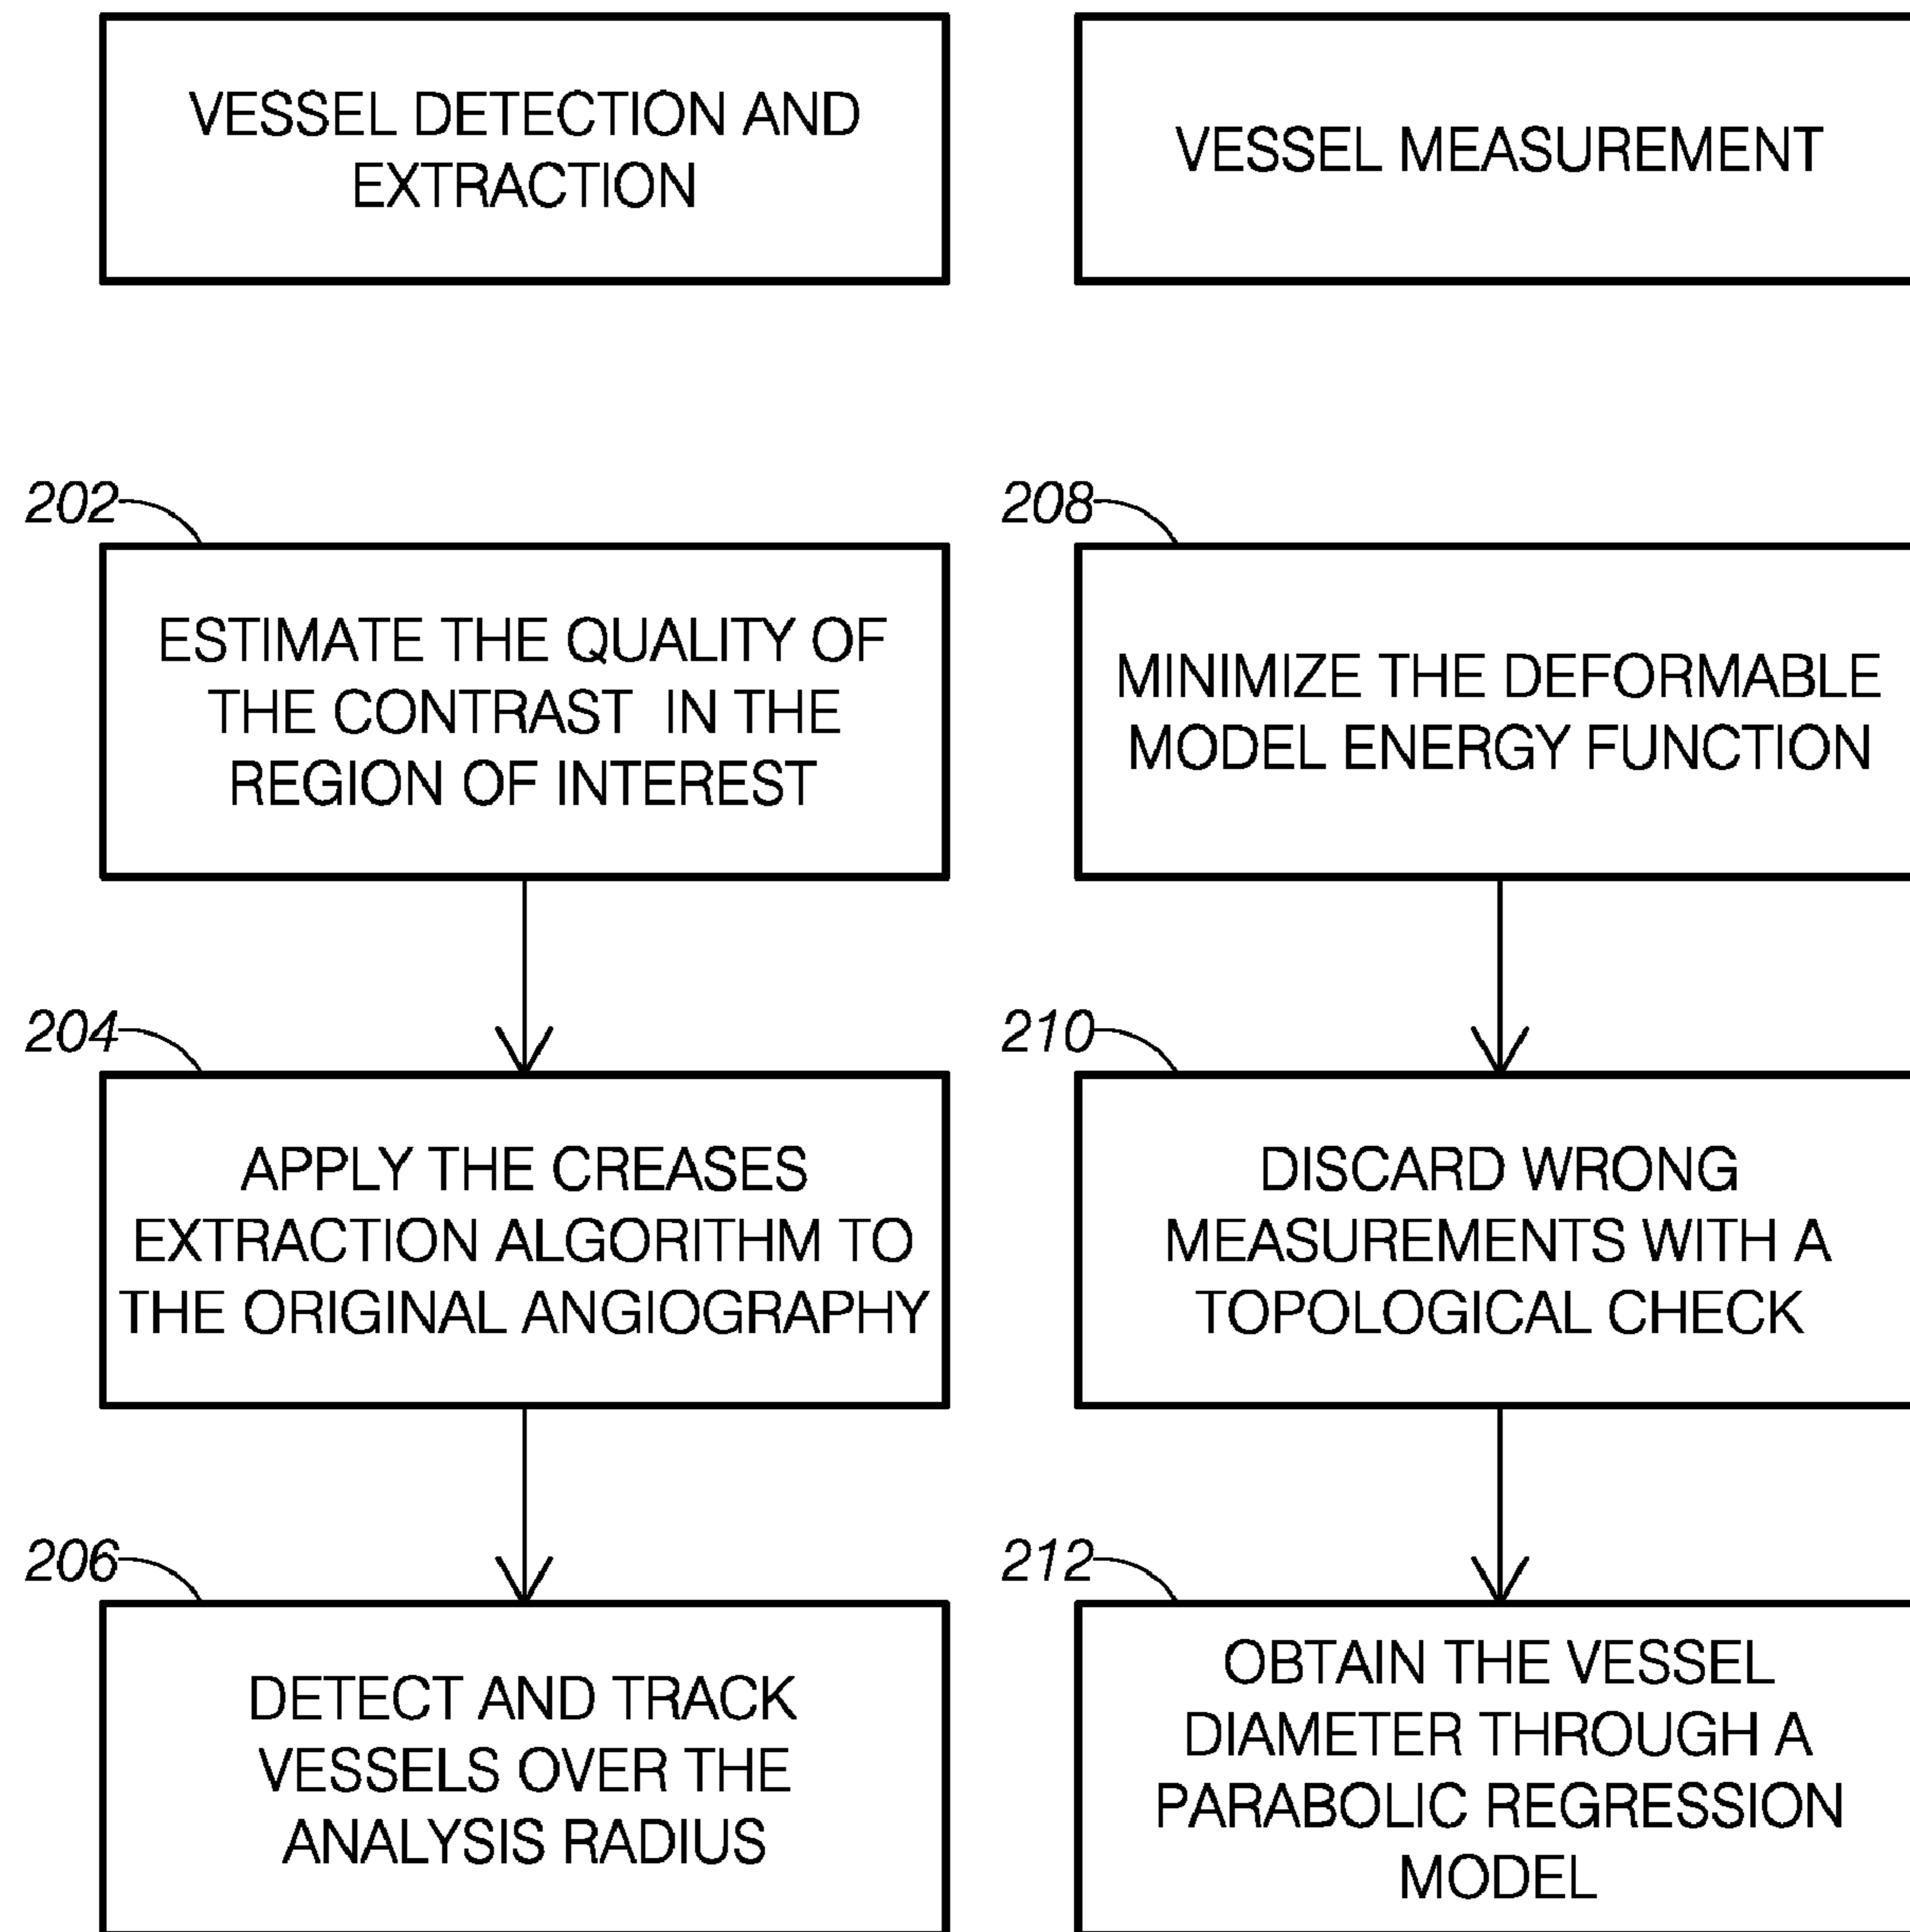 VESSEL DETECTION AND
EXTRACTION
202
ESTIMATE THE QUALITY OF
THE CONTRAST IN THE
REGION OF INTEREST
204
APPLY THE CREASES
EXTRACTION ALGORITHM TO
THE ORIGINAL ANGIOGRAPHY
206
DETECT AND TRACK
VESSELS OVER THE
ANALYSIS RADIUS
VESSEL MEASUREMENT
208
MINIMIZE THE DEFORMABLE
MODEL ENERGY FUNCTION
210
DISCARD WRONG
MEASUREMENTS WITH A
TOPOLOGICAL CHECK
212
OBTAIN THE VESSEL
DIAMETER THROUGH A
PARABOLIC REGRESSION
MODEL